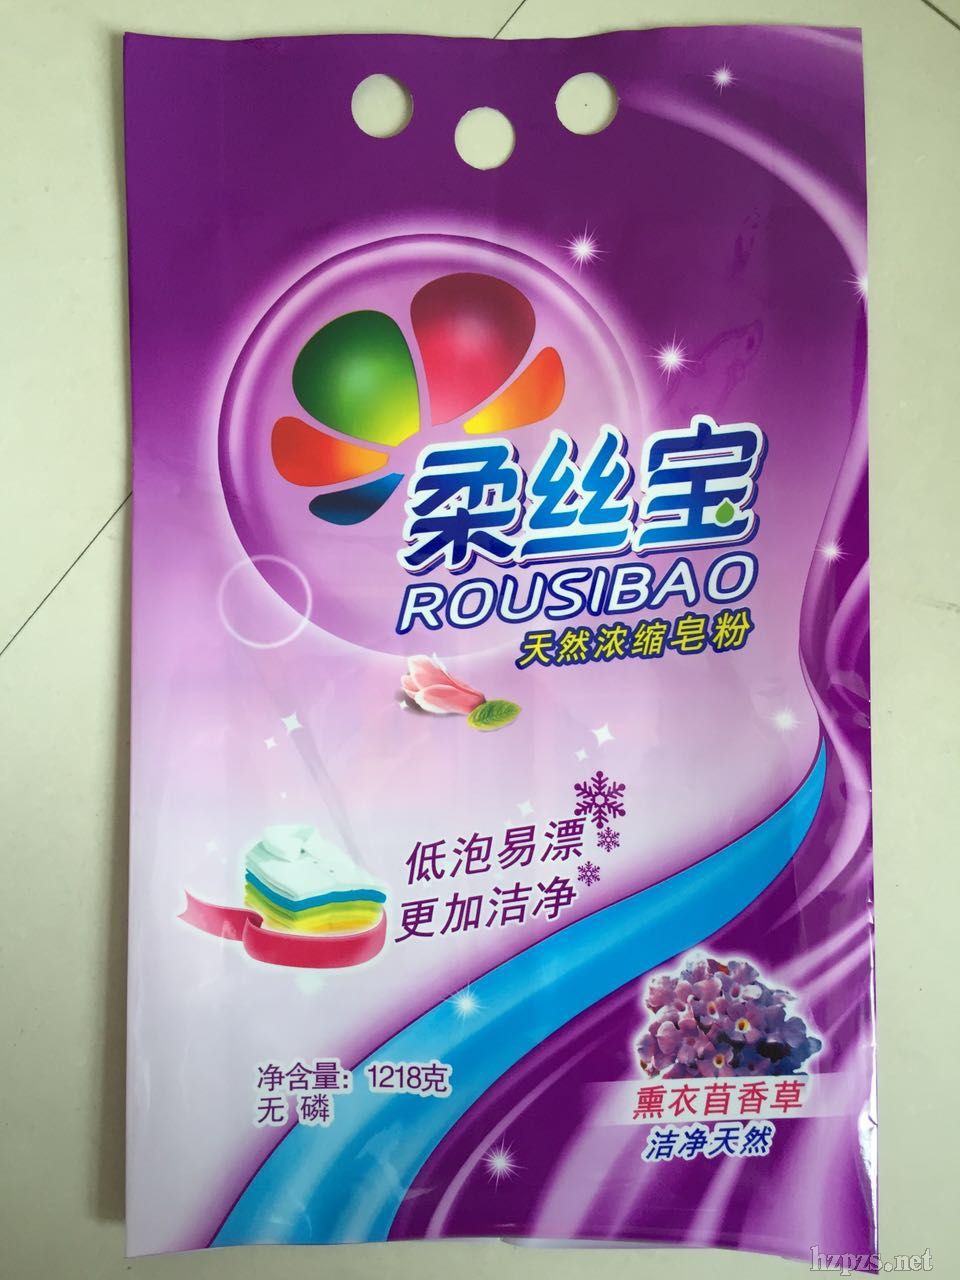 柔丝宝
ROUSIBAO
天然浓缩皂粉
低泡易漂
更加洁净
净含量：1218克
无 磷
熏衣苜香草
洁净天然
hzpzs.net